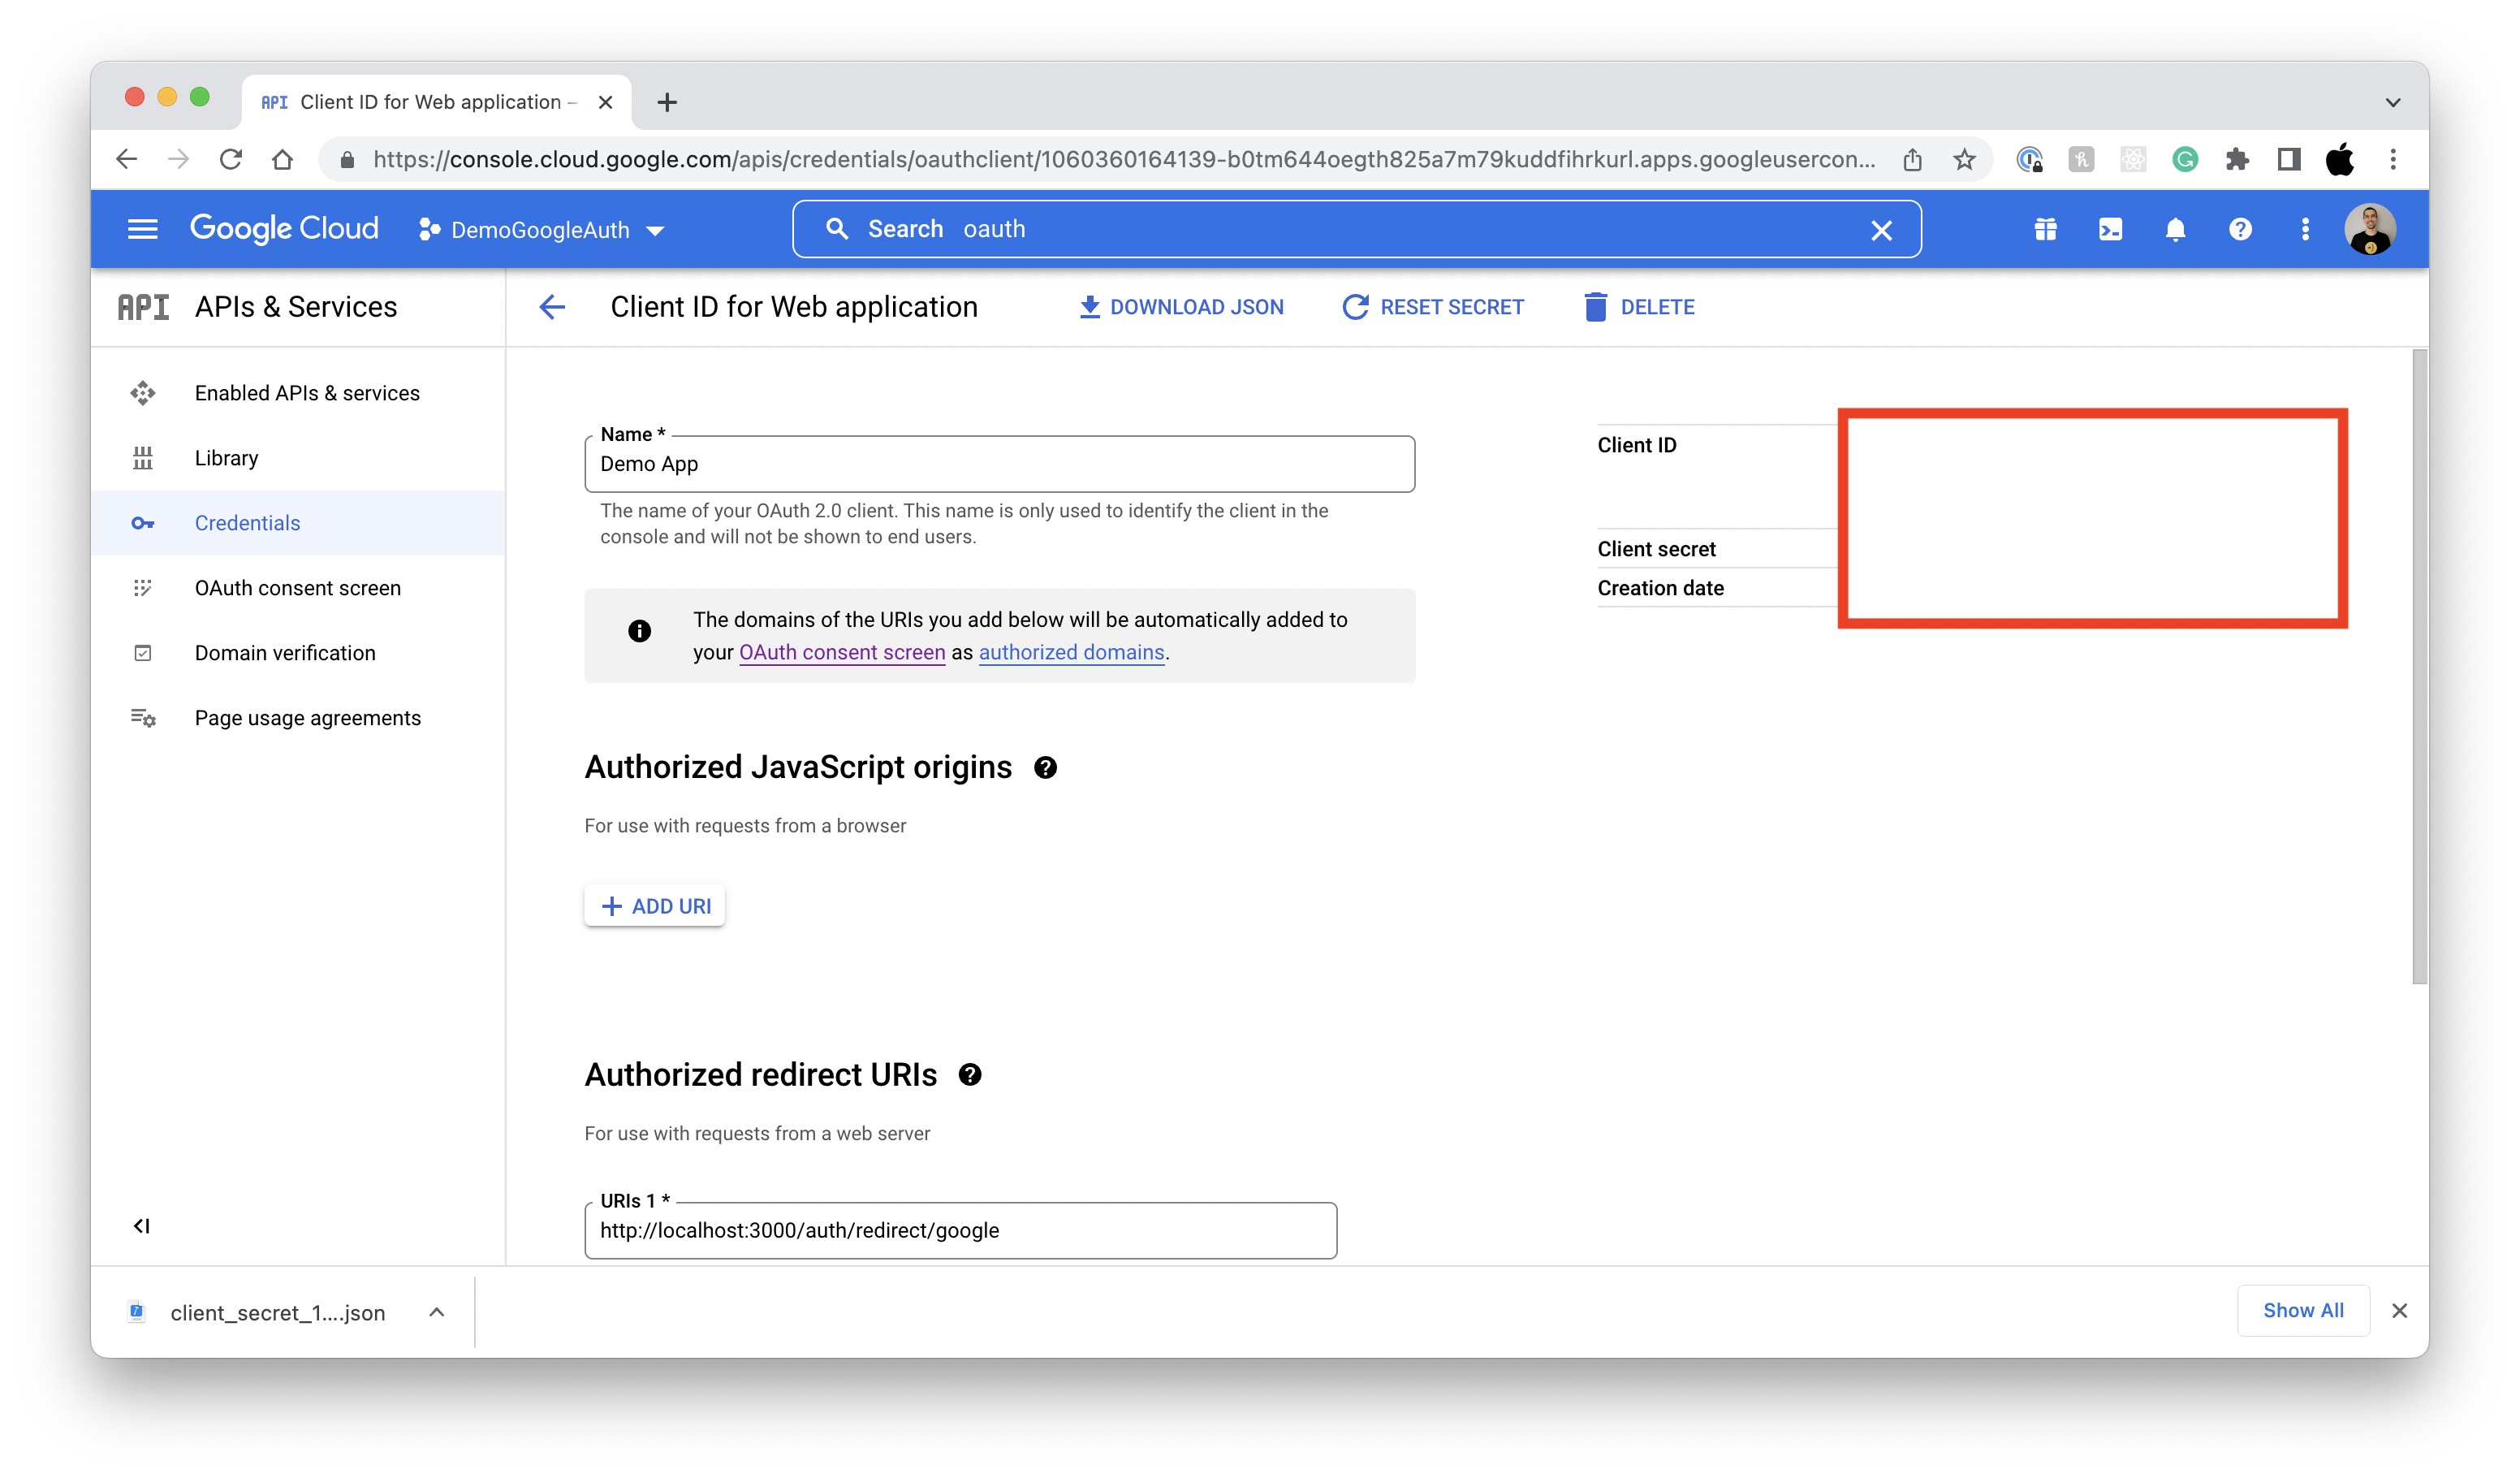 API Client ID for Web application –
https://console.cloud.google.com/apis/credentials/oauthclient/1060360164139-b0tm644oegth825a7m79kuddfihrkurl.apps.googleusercon...
Google Cloud
DemoGoogleAuth
Search oauth
API APIs & Services
Client ID for Web application
DOWNLOAD JSON
RESET SECRET
DELETE
Enabled APIs & services
Library
Credentials
OAuth consent screen
Domain verification
Page usage agreements
Name *
Demo App
The name of your OAuth 2.0 client. This name is only used to identify the client in the
console and will not be shown to end users.
The domains of the URIs you add below will be automatically added to
your OAuth consent screen as authorized domains.
Client ID
Client secret
Creation date
Authorized JavaScript origins
For use with requests from a browser
ADD URI
Authorized redirect URIs
For use with requests from a web server
URIs 1 *
http://localhost:3000/auth/redirect/google
client_secret_1....json
Show All